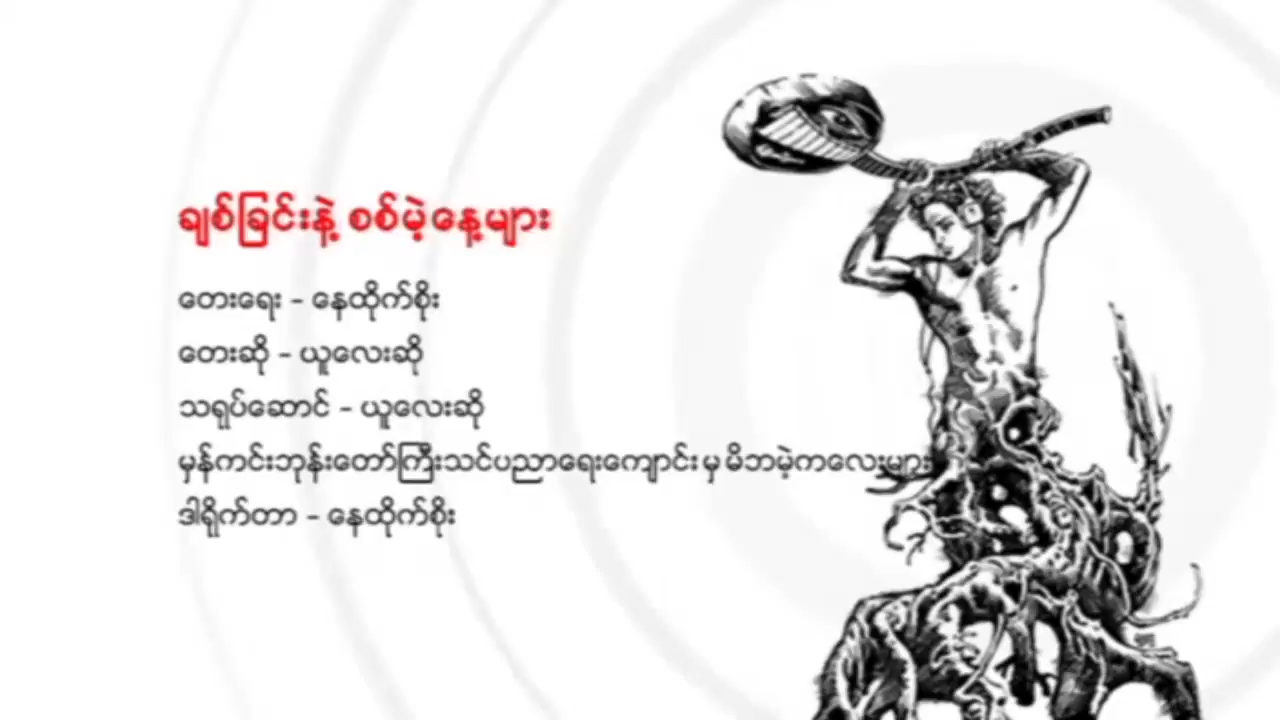 ချစ်ခြင်းနဲ့ စစ်မဲ့နေ့များ
တေးရေး - နေထိုက်စိုး
တေးဆို - ယူလေးဆို
သရုပ်ဆောင် - ယူလေးဆို
မှန်ကင်းဘုန်းတော်ကြီးသင်ပညာရေးကျောင်းမှ မိဘမဲ့ကလေးများ
ဒါရိုက်တာ - နေထိုက်စိုး